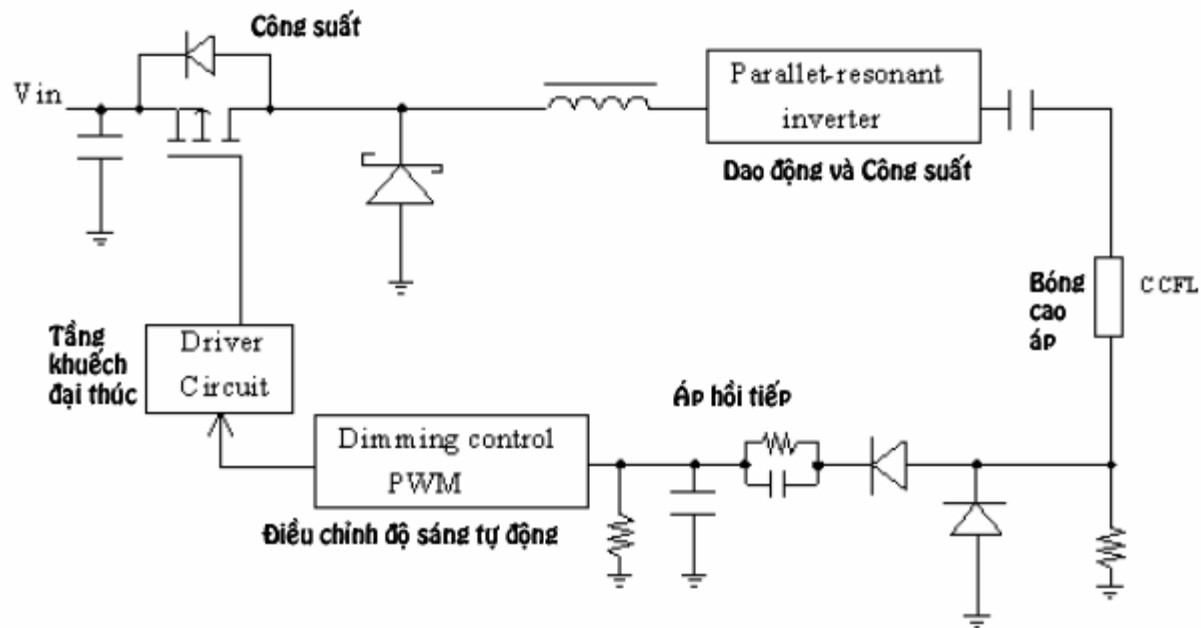 Công suất
Vin
Parallet-resonant
inverter
Dao động và Công suất
Bóng
cao
áp
CCFL
Tầng
khuếch
đại thúc
Driver
Circuit
Áp hồi tiếp
Dimming control
PWM
Điều chỉnh độ sáng tự động